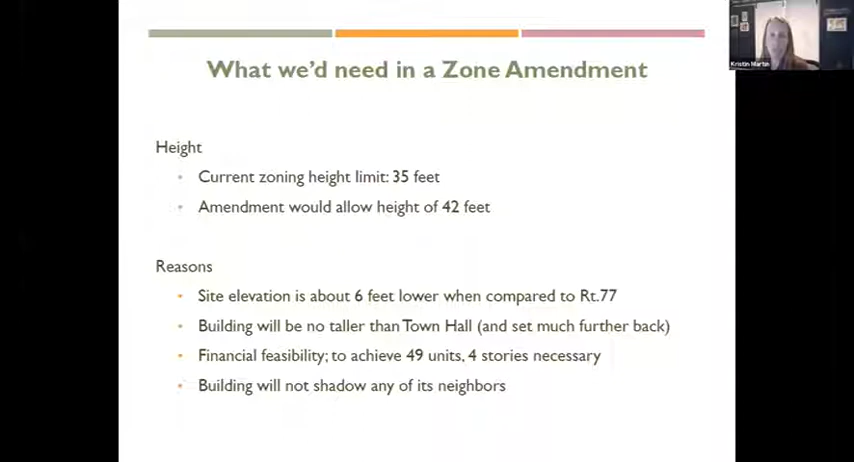 What we'd need in a Zone Amendment
Kristin Martin
Height
• Current zoning height limit: 35 feet
• Amendment would allow height of 42 feet
Reasons
• Site elevation is about 6 feet lower when compared to Rt.77
• Building will be no taller than Town Hall (and set much further back)
• Financial feasibility; to achieve 49 units, 4 stories necessary
• Building will not shadow any of its neighbors